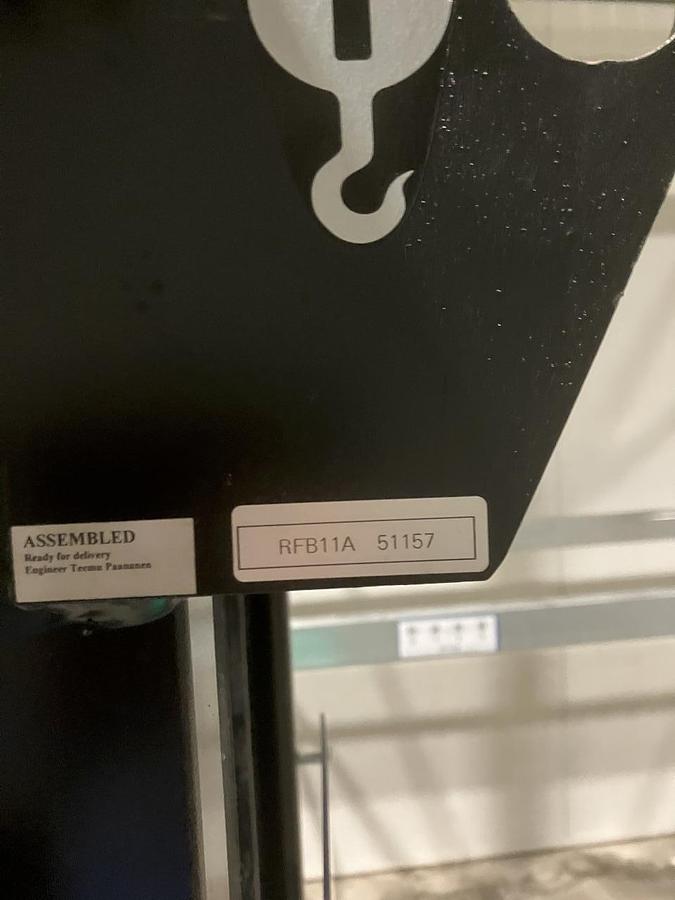 ASSEMBLED
Ready for delivery
Engineer Teemu Paananen
RFB11A 51157